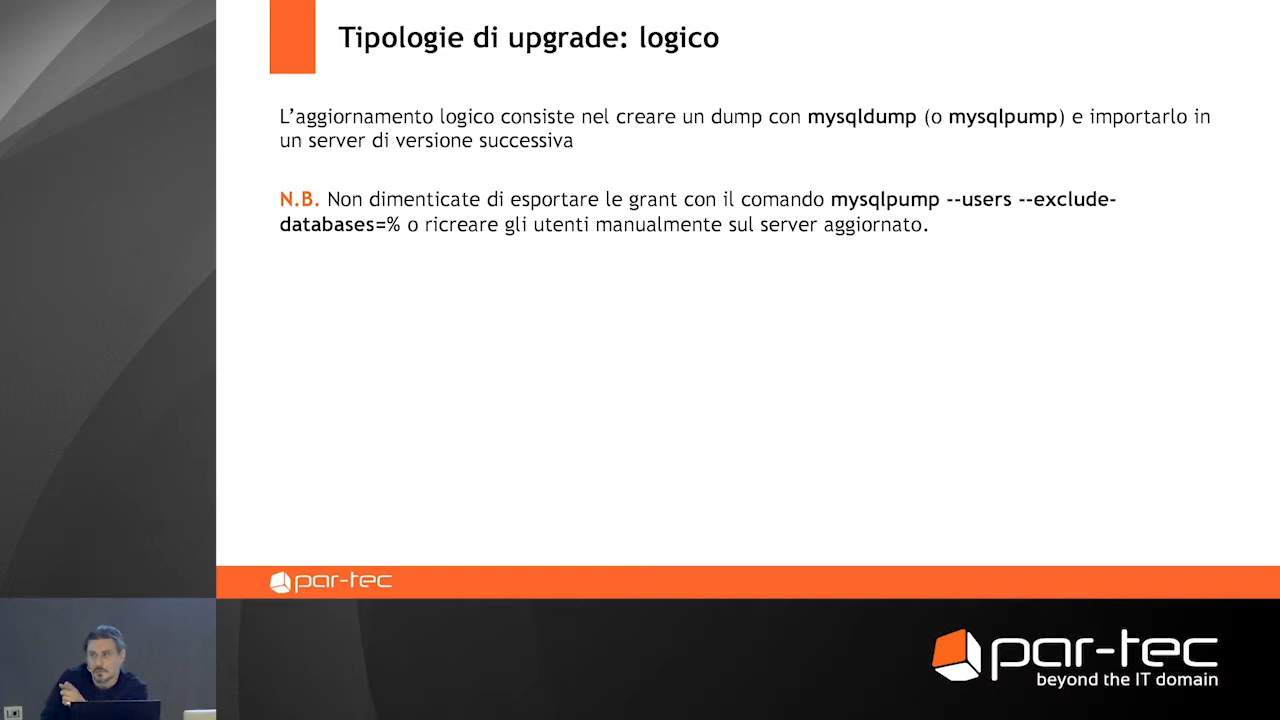 Tipologie di upgrade: logico
L’aggiornamento logico consiste nel creare un dump con mysqldump (o mysqlpump) e importarlo in
un server di versione successiva
N.B. Non dimenticate di esportare le grant con il comando mysqlpump --users --exclude-
databases=% o ricreare gli utenti manualmente sul server aggiornato.
par-tec
par-tec
beyond the IT domain